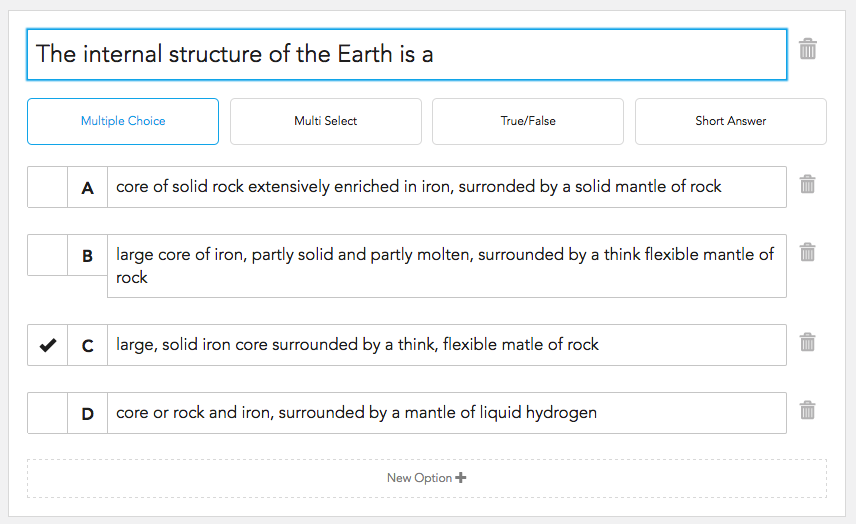 The internal structure of the Earth is a
Multiple Choice
Multi Select
True/False
Short Answer
A
core of solid rock extensively enriched in iron, surronded by a solid mantle of rock
B
large core of iron, partly solid and partly molten, surrounded by a think flexible mantle of
rock
C
large, solid iron core surrounded by a think, flexible matle of rock
D
core or rock and iron, surrounded by a mantle of liquid hydrogen
New Option